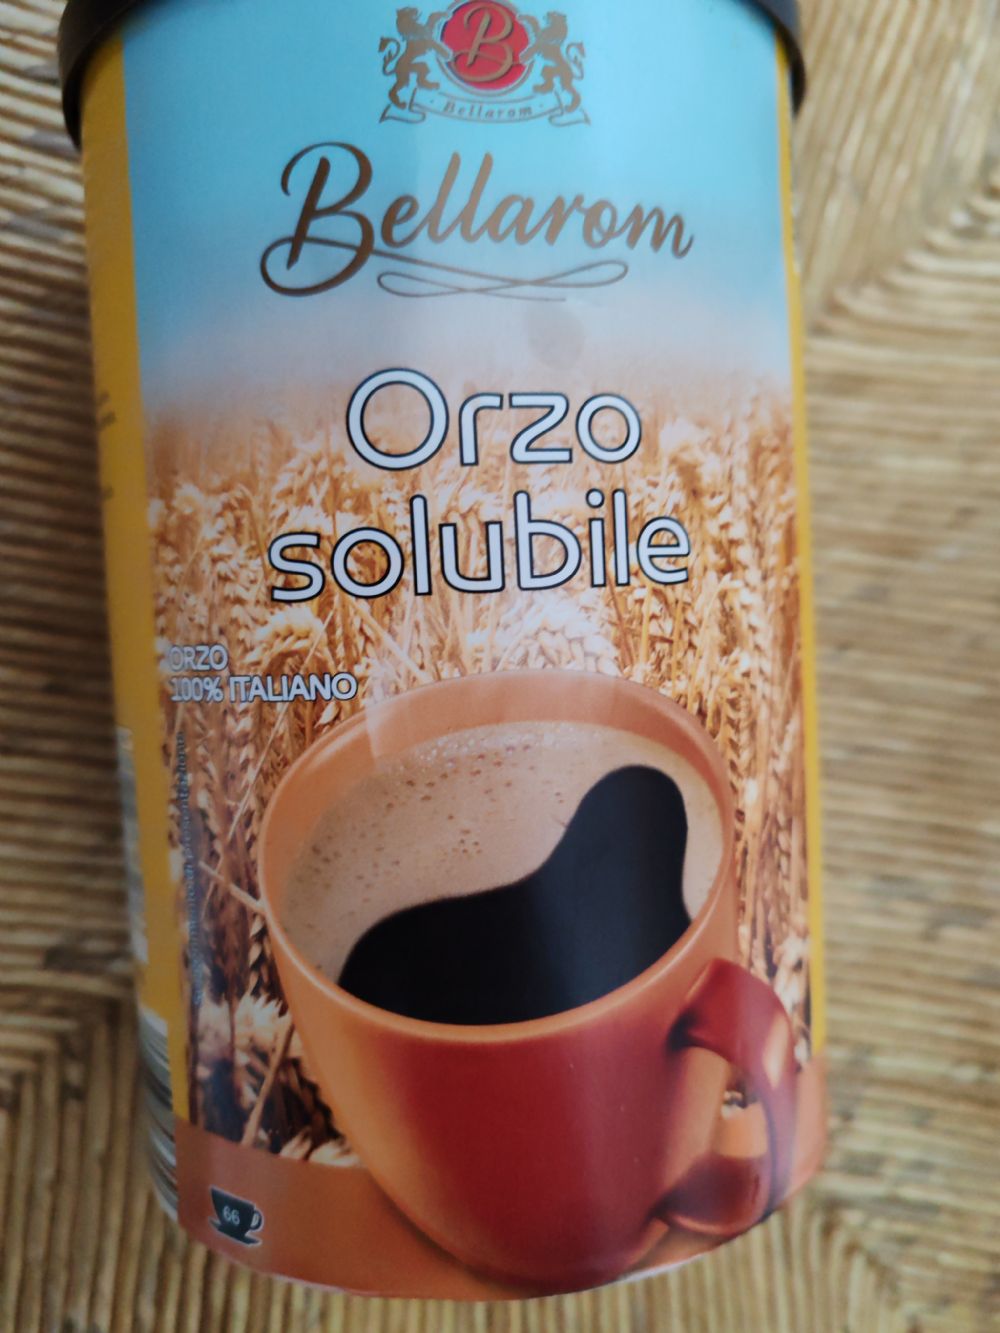 B
Bellarom
Bellarom
Orzo
solubile
ORZO
100% ITALIANO
66